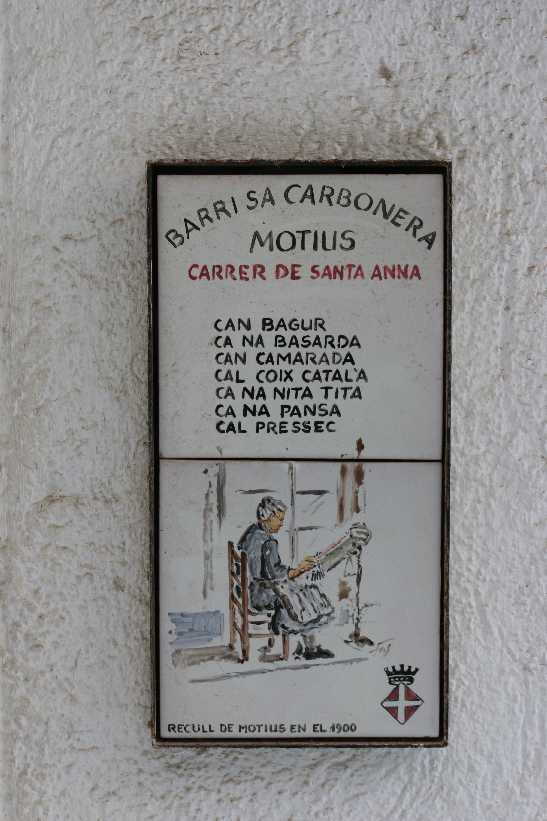 BARRI SA CARBONERA
MOTIUS
CARRER DE SANTA ANNA
CAN BAGUR
CA NA BASARDA
CAN CAMARADA
CAL COIX CATALÀ
CA NA NITA TITA
CA NA PANSA
CAL PRESSEC
RECULL DE MOTIUS EN EL 1900